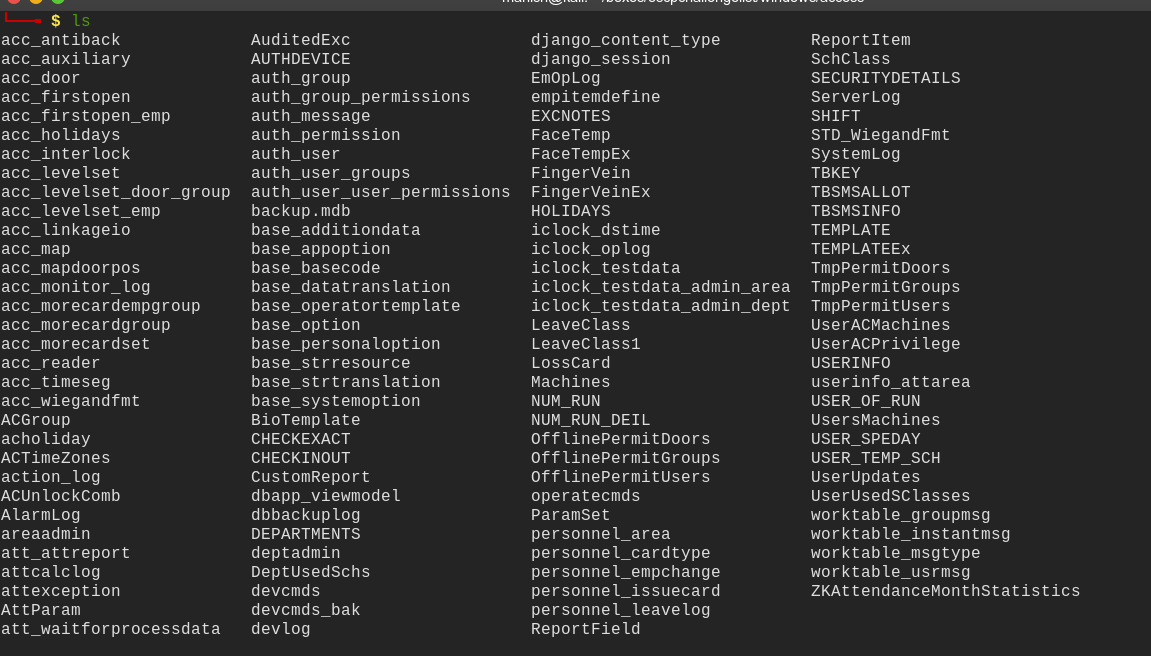 $ ls
acc_antiback AuditedExc django_content_type ReportItem
acc_auxiliary AUTHDEVICE django_session SchClass
acc_door auth_group EmOpLog SECURITYDETAILS
acc_firstopen auth_group_permissions empitemdefine ServerLog
acc_firstopen_emp auth_message EXCNOTES SHIFT
acc_holidays auth_permission FaceTemp STD_WiegandFmt
acc_interlock auth_user FaceTempEx SystemLog
acc_levelset auth_user_groups FingerVein TBKEY
acc_levelset_door_group auth_user_user_permissions FingerVeinEx TBSMSALLOT
acc_levelset_emp backup.mdb HOLIDAYS TBSMSINFO
acc_linkageio base_additiondata iclock_dstime TEMPLATE
acc_map base_appoption iclock_oplog TEMPLATEEx
acc_mapdoorpos base_basecode iclock_testdata TmpPermitDoors
acc_monitor_log base_datatranslation iclock_testdata_admin_area TmpPermitGroups
acc_morecardempgroup base_operatortemplate iclock_testdata_admin_dept TmpPermitUsers
acc_morecardgroup base_option LeaveClass UserACMachines
acc_morecardset base_personaloption LeaveClass1 UserACPrivilege
acc_reader base_strresource LossCard USERINFO
acc_timeseg base_strtranslation Machines userinfo_attarea
acc_wiegandfmt base_systemoption NUM_RUN USER_OF_RUN
ACGroup BioTemplate NUM_RUN_DEIL UsersMachines
acholiday CHECKEXACT OfflinePermitDoors USER_SPEDAY
ACTimeZones CHECKINOUT OfflinePermitGroups USER_TEMP_SCH
action_log CustomReport OfflinePermitUsers UserUpdates
ACUnlockComb dbapp_viewmodel operatecmds UserUsedSClasses
AlarmLog dbbackuplog ParamSet worktable_groupmsg
areaadmin DEPARTMENTS personnel_area worktable_instantmsg
att_attreport deptadmin personnel_cardtype worktable_msgtype
attcalclog DeptUsedSchs personnel_empchange worktable_usrmsg
attexception devcmds personnel_issuecard ZKAttendanceMonthStatistics
AttParam devcmds_bak personnel_leavelog
att_waitforprocessdata devlog ReportField